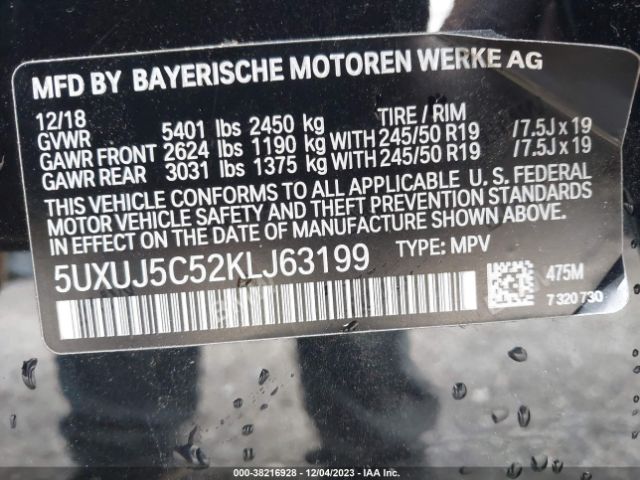 MFD BY BAYERISCHE MOTOREN WERKE AG
12/18 TIRE / RIM
GVWR 5401 lbs 2450 kg
GAWR FRONT 2624 lbs 1190 kg WITH 245/50 R19 /7.5J x 19
GAWR REAR 3031 lbs 1375 kg WITH 245/50 R19 /7.5J x 19
THIS VEHICLE CONFORMS TO ALL APPLICABLE U. S. FEDERAL
MOTOR VEHICLE SAFETY AND THEFT PREVENTION STANDARDS
IN EFFECT ON THE DATE OF MANUFACTURE SHOWN ABOVE.
5UXUJ5C52KLJ63199 TYPE: MPV
475M
7 320 730
000-38216928 - 12/04/2023 - IAA Inc.